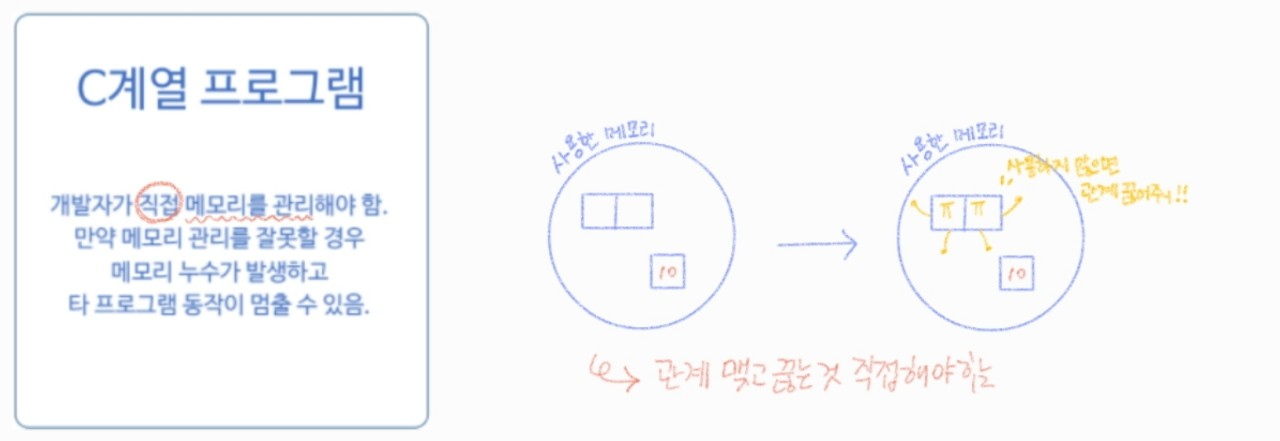 C계열 프로그램
개발자가 직접 메모리를 관리해야 함.
만약 메모리 관리를 잘못할 경우
메모리 누수가 발생하고
타 프로그램 동작이 멈출 수 있음.
사용한 메모리
10
사용한 메모리
사용하지 않으면
관계 끊어주기!!
ㅠ ㅠ
10
관계 맺고 끊는것 직접해야함